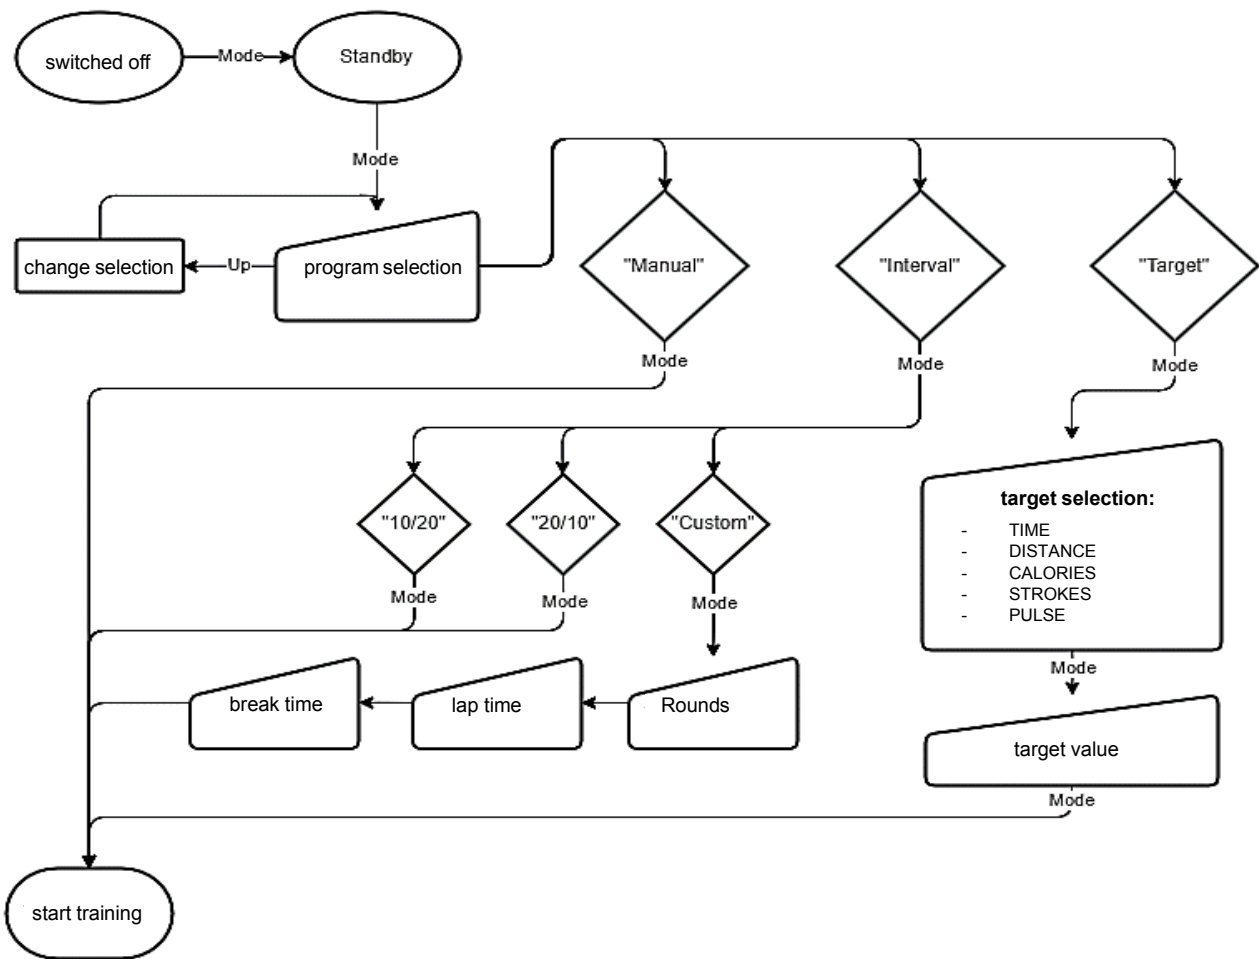 switched off
Mode
Standby
Mode
change selection
Up
program selection
"Manual"
"Interval"
"Target"
Mode
Mode
Mode
"10/20"
"20/10"
"Custom"
Mode
Mode
Mode
target selection:
- TIME
- DISTANCE
- CALORIES
- STROKES
- PULSE
Mode
break time
lap time
Rounds
target value
Mode
start training